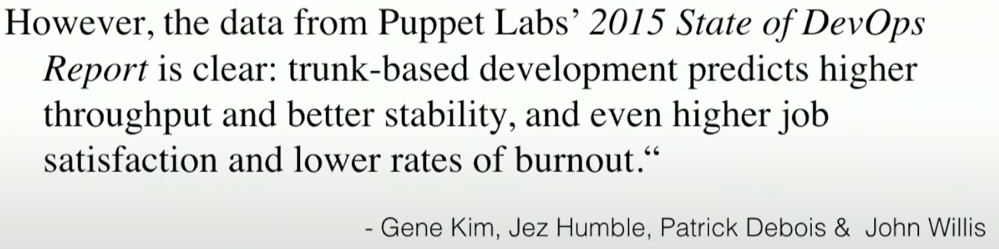 However, the data from Puppet Labs’ 2015 State of DevOps
Report is clear: trunk-based development predicts higher
throughput and better stability, and even higher job
satisfaction and lower rates of burnout.“
- Gene Kim, Jez Humble, Patrick Debois &  John Willis